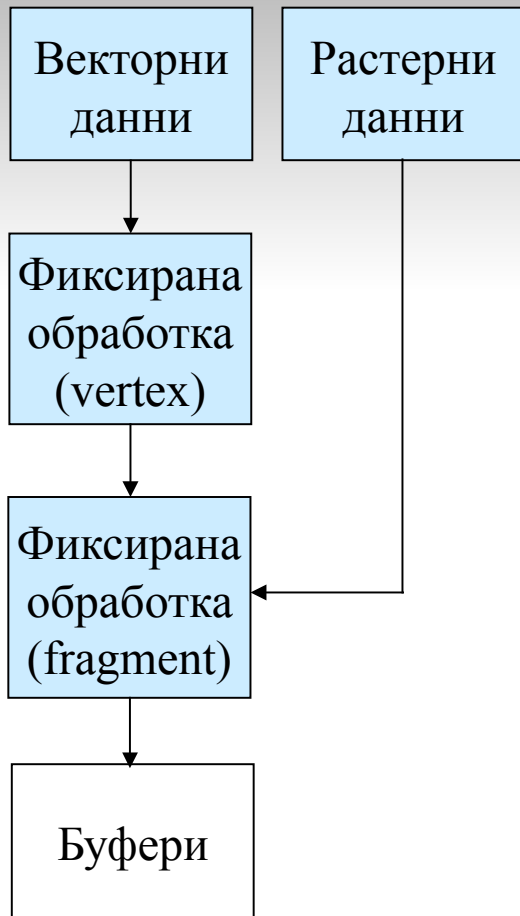 Векторни
данни
Растерни
данни
Фиксирана
обработка
(vertex)
Фиксирана
обработка
(fragment)
Буфери